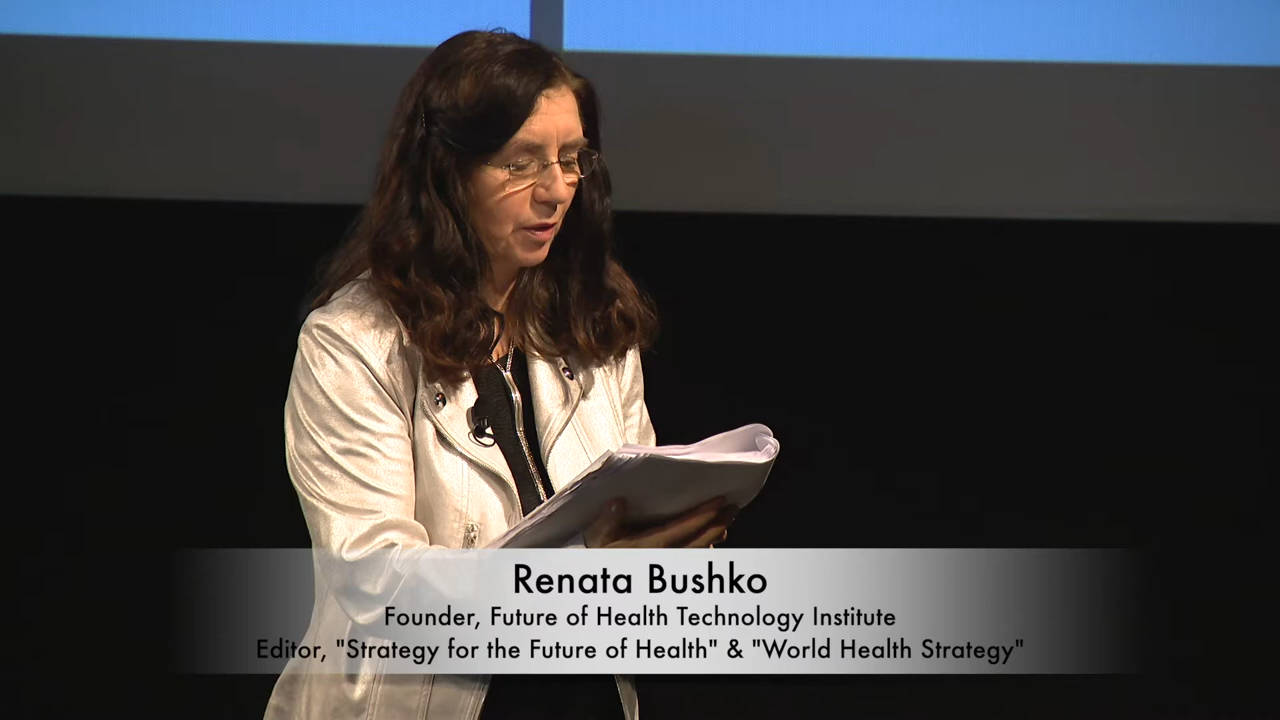 Renata Bushko
Founder, Future of Health Technology Institute
Editor, "Strategy for the Future of Health" & "World Health Strategy"